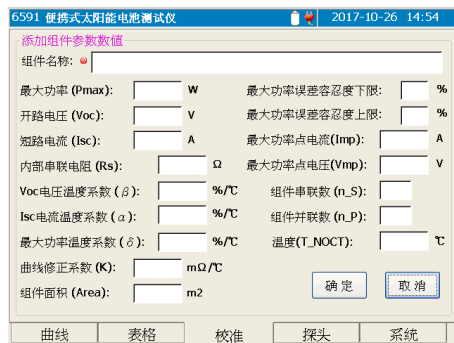 6591 便携式太阳能电池测试仪 2017-10-26 14:54
添加组件参数數值
组件名称:
最大功率 (Pmax): W 最大功率误差容忍度下限: %
开路电压 (Voc): V 最大功率误差容忍度上限: %
短路电流 (Isc): A 最大功率点电流(Imp): A
内部串联电阻 (Rs): Ω 最大功率点电压(Vmp): V
Voc电压温度系数 (β): %/℃ 组件串联数 (n_S):
Isc电流温度系数 (α): %/℃ 组件并联数 (n_P):
最大功率温度系数 (δ): %/℃ 温度(T_NOCT): ℃
曲线修正系数 (K): mΩ/℃
组件面积 (Area): m2
确定 取消
曲线 表格 校准 探头 系统